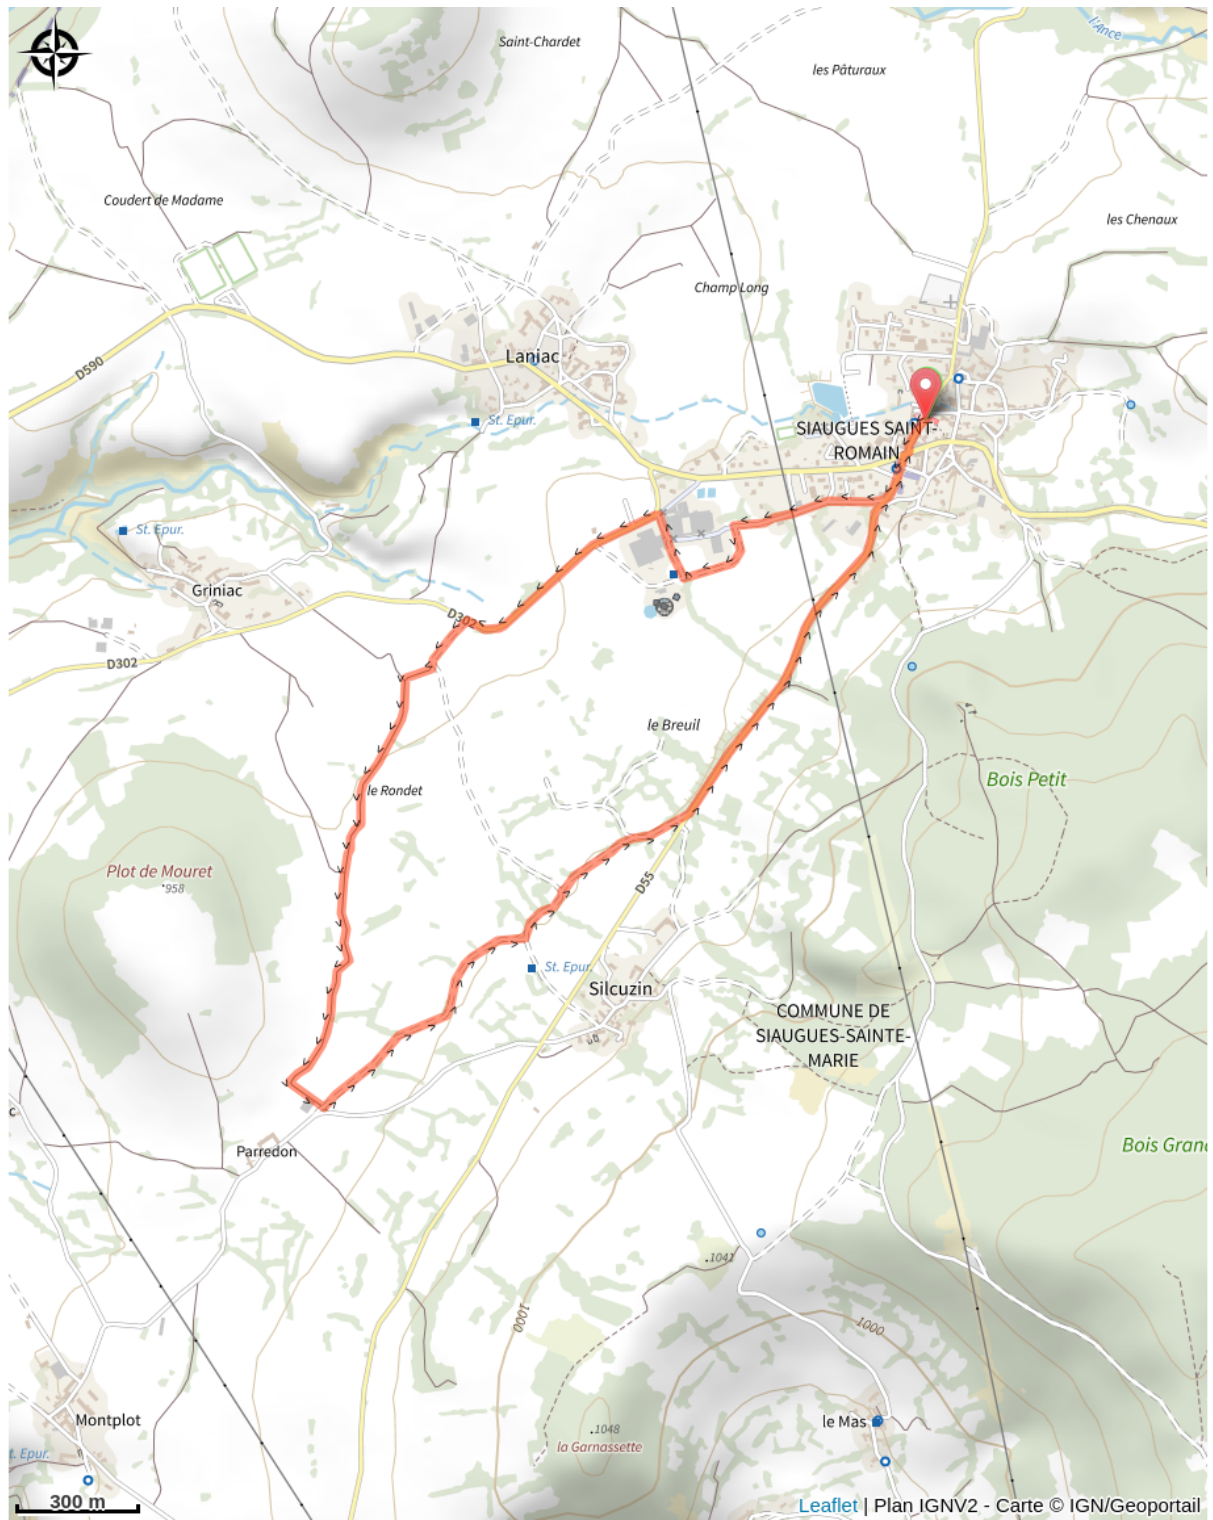 l'Ance
Saint-Chardet
les Pâturaux
Coudert de Madame
les Chenaux
Champ Long
Laniac
D590
St. Epur.
SIAUGUES SAINT-
ROMAIN
St. Epur.
Griniac
D302
D302
le Breuil
Bois Petit
le Rondet
Plot de Mouret
958
D55
St. Epur.
Silcuzin
COMMUNE DE
SIAUGUES-SAINTE-
MARIE
c
Parredon
Bois Gran
1041
1000
1000
Montplot
le Mas
1048
la Garnassette
t. Epur.
300 m
Leaflet | Plan IGNV2 - Carte © IGN/Geoportail